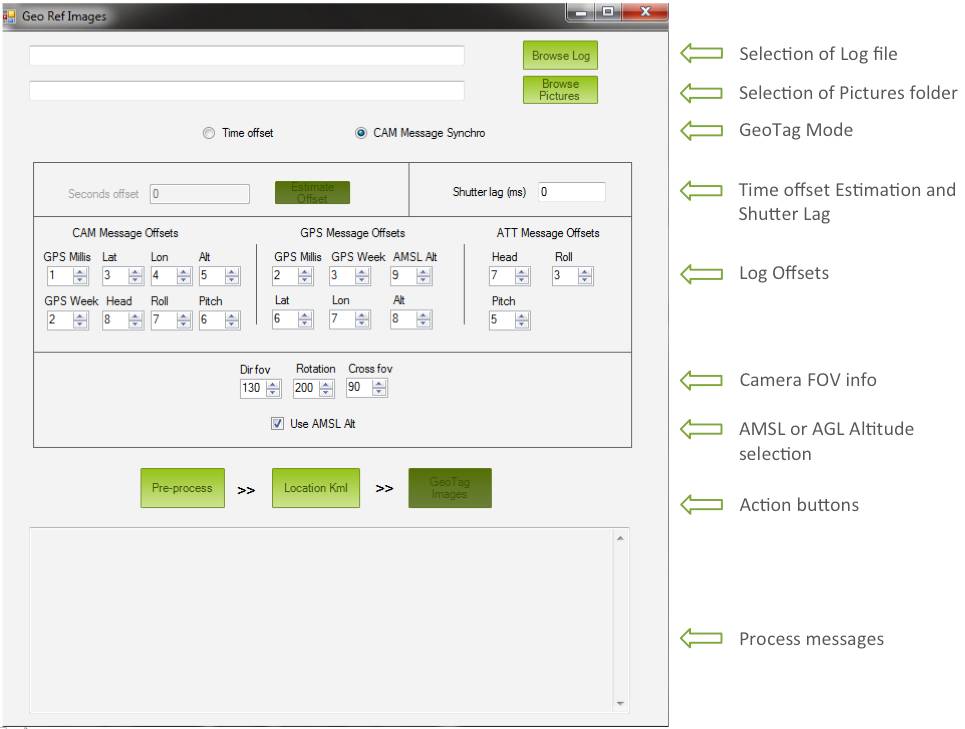 Geo Ref Images
Browse Log
Selection of Log file
Browse
Pictures
Selection of Pictures folder
Time offset
CAM Message Synchro
GeoTag Mode
Seconds offset 0
Estimate
Offset
Shutter lag (ms) 0
Time offset Estimation and
Shutter Lag
CAM Message Offsets
GPS Millis Lat Lon Alt
1 3 4 5
GPS Week Head Roll Pitch
2 8 7 6
GPS Message Offsets
GPS Millis GPS Week AMSL Alt
2 3 9
Lat Lon Alt
6 7 8
ATT Message Offsets
Head Roll
7 3
Pitch
5
Log Offsets
Dir fov Rotation Cross fov
130 200 90
Camera FOV info
Use AMSL Alt
AMSL or AGL Altitude
selection
Pre-process >> Location Kml >> GeoTag
Images
Action buttons
Process messages